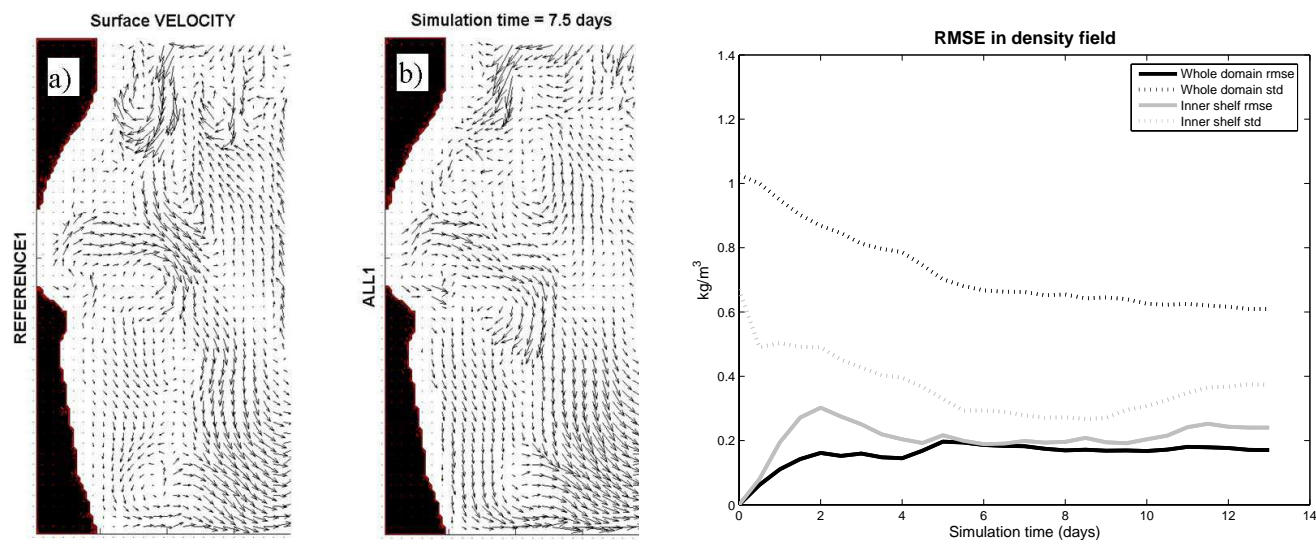 Surface VELOCITY
Simulation time = 7.5 days
a)
b)
REFERENCE1
ALL1
RMSE in density field
1.4
1.2
1
0.8
0.6
0.4
0.2
0
kg/m³
0 2 4 6 8 10 12 14
Simulation time (days)
Whole domain rmse
Whole domain std
Inner shelf rmse
Inner shelf std